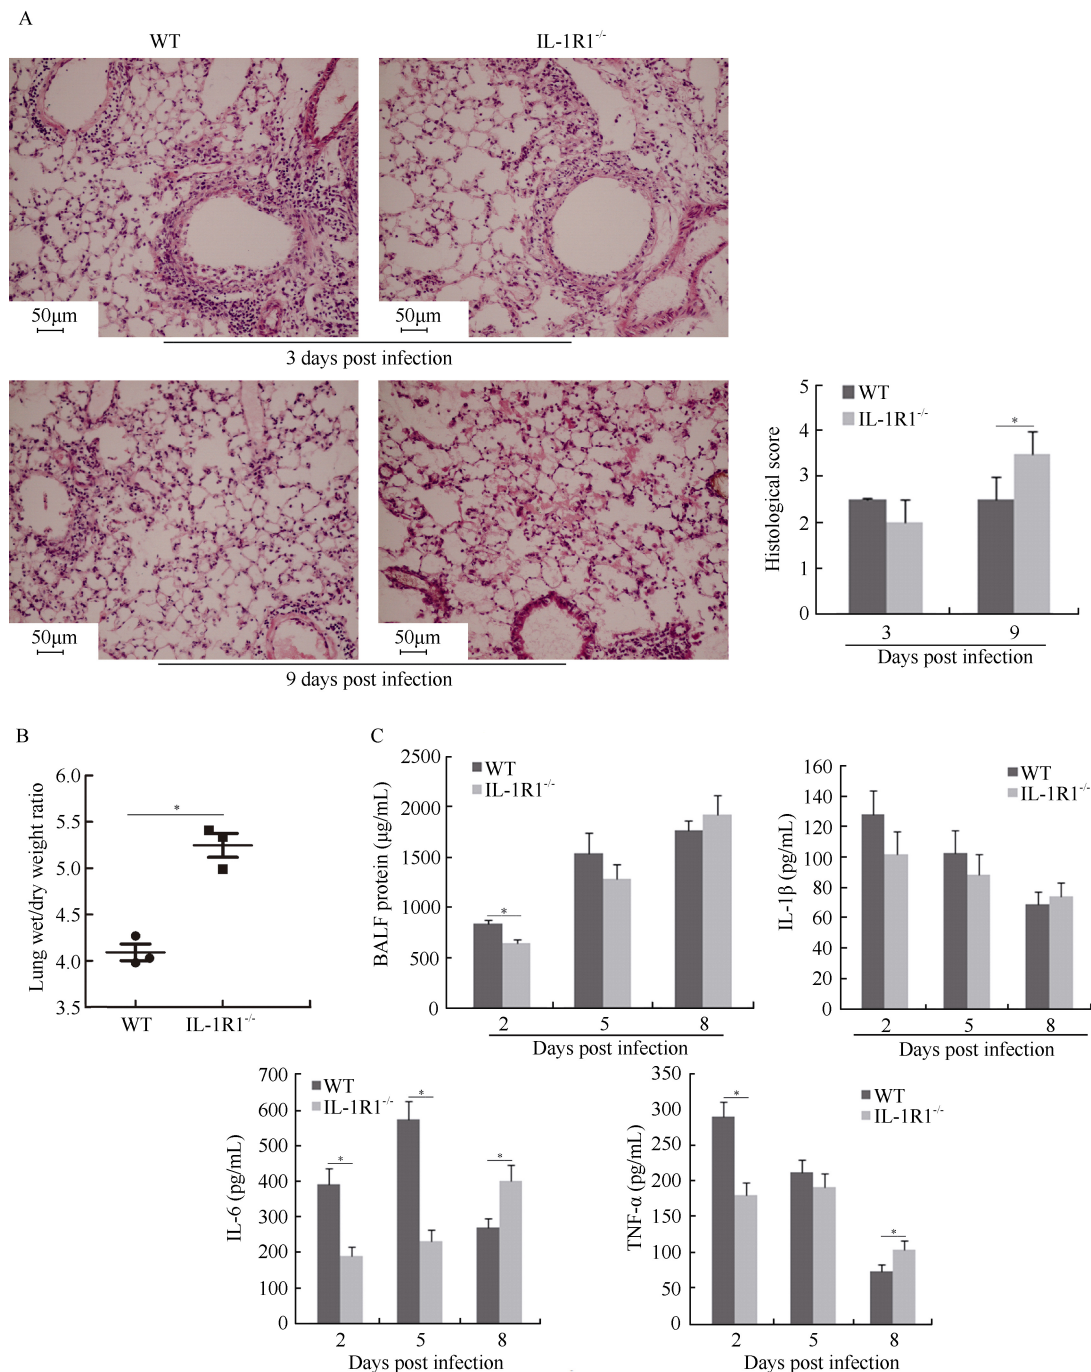 A
WT
IL-1R1-/-
50μm
50μm
3 days post infection
50μm
50μm
9 days post infection
5
4
3
2
1
0
Histological score
WT
IL-1R1-/-
*
3
9
Days post infection
B
6.0
5.5
5.0
4.5
4.0
3.5
Lung wet/dry weight ratio
*
WT
IL-1R1-/-
C
2500
2000
1500
1000
500
0
BALF protein (μg/mL)
WT
IL-1R1-/-
*
2
5
8
Days post infection
160
140
120
100
80
60
40
20
0
IL-1β (pg/mL)
WT
IL-1R1-/-
2
5
8
Days post infection
700
600
500
400
300
200
100
0
IL-6 (pg/mL)
WT
IL-1R1-/-
*
*
*
2
5
8
Days post infection
350
300
250
200
150
100
50
0
TNF-α (pg/mL)
WT
IL-1R1-/-
*
*
2
5
8
Days post infection